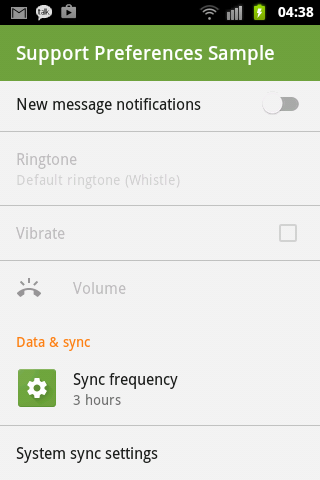 talk
04:38
Support Preferences Sample
New message notifications
Ringtone
Default ringtone (Whistle)
Vibrate
Volume
Data & sync
Sync frequency
3 hours
System sync settings